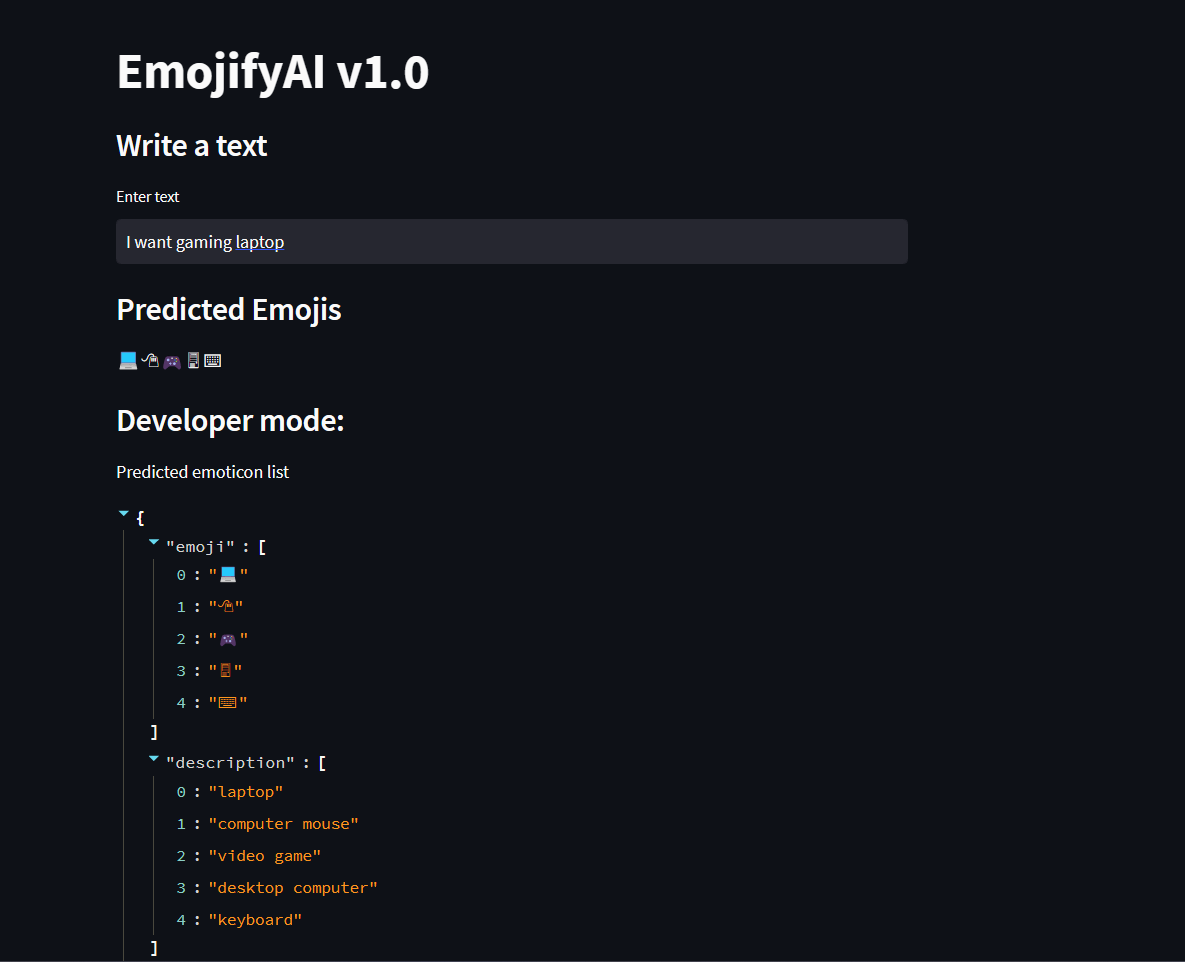 EmojifyAI v1.0
Write a text
Enter text
I want gaming laptop
Predicted Emojis
💻🖱🎮🖥⌨
Developer mode:
Predicted emoticon list
{
"emoji" : [
0 : "💻"
1 : "🖱"
2 : "🎮"
3 : "🖥"
4 : "⌨"
]
"description" : [
0 : "laptop"
1 : "computer mouse"
2 : "video game"
3 : "desktop computer"
4 : "keyboard"
]